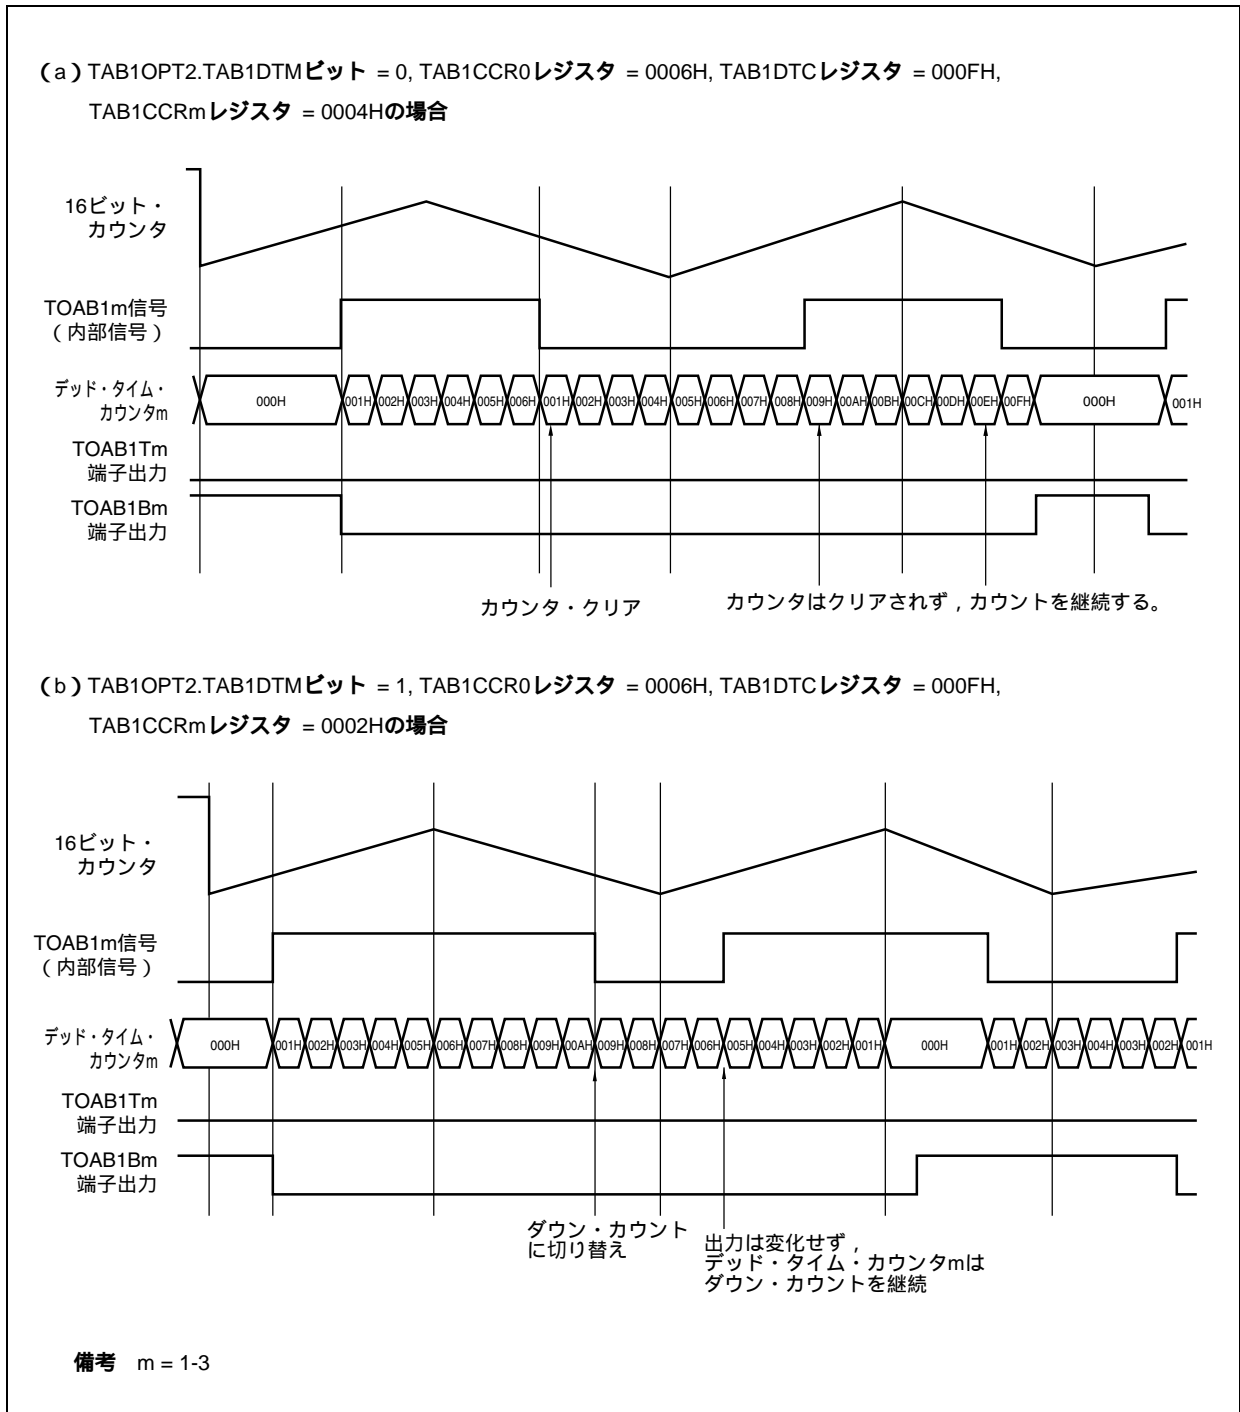 （a）TAB1OPT2.TAB1DTMビット = 0, TAB1CCR0レジスタ = 0006H, TAB1DTCレジスタ = 000FH,
TAB1CCRmレジスタ = 0004Hの場合
16ビット・
カウンタ
TOAB1m信号
（内部信号）
デッド・タイム・
カウンタm
000H 001H 002H 003H 004H 005H 006H 001H 002H 003H 004H 005H 006H 007H 008H 009H 00AH 00BH 00CH 00DH 00EH 00FH 000H 001H
TOAB1Tm
端子出力
TOAB1Bm
端子出力
カウンタ・クリア
カウンタはクリアされず，カウントを継続する。
（b）TAB1OPT2.TAB1DTMビット = 1, TAB1CCR0レジスタ = 0006H, TAB1DTCレジスタ = 000FH,
TAB1CCRmレジスタ = 0002Hの場合
16ビット・
カウンタ
TOAB1m信号
（内部信号）
デッド・タイム・
カウンタm
000H 001H 002H 003H 004H 005H 006H 007H 008H 009H 00AH 009H 008H 007H 006H 005H 004H 003H 002H 001H 000H 001H 002H 003H 004H 003H 002H 001H
TOAB1Tm
端子出力
TOAB1Bm
端子出力
ダウン・カウント
に切り替え
出力は変化せず，
デッド・タイム・カウンタmは
ダウン・カウントを継続
備考 m = 1-3